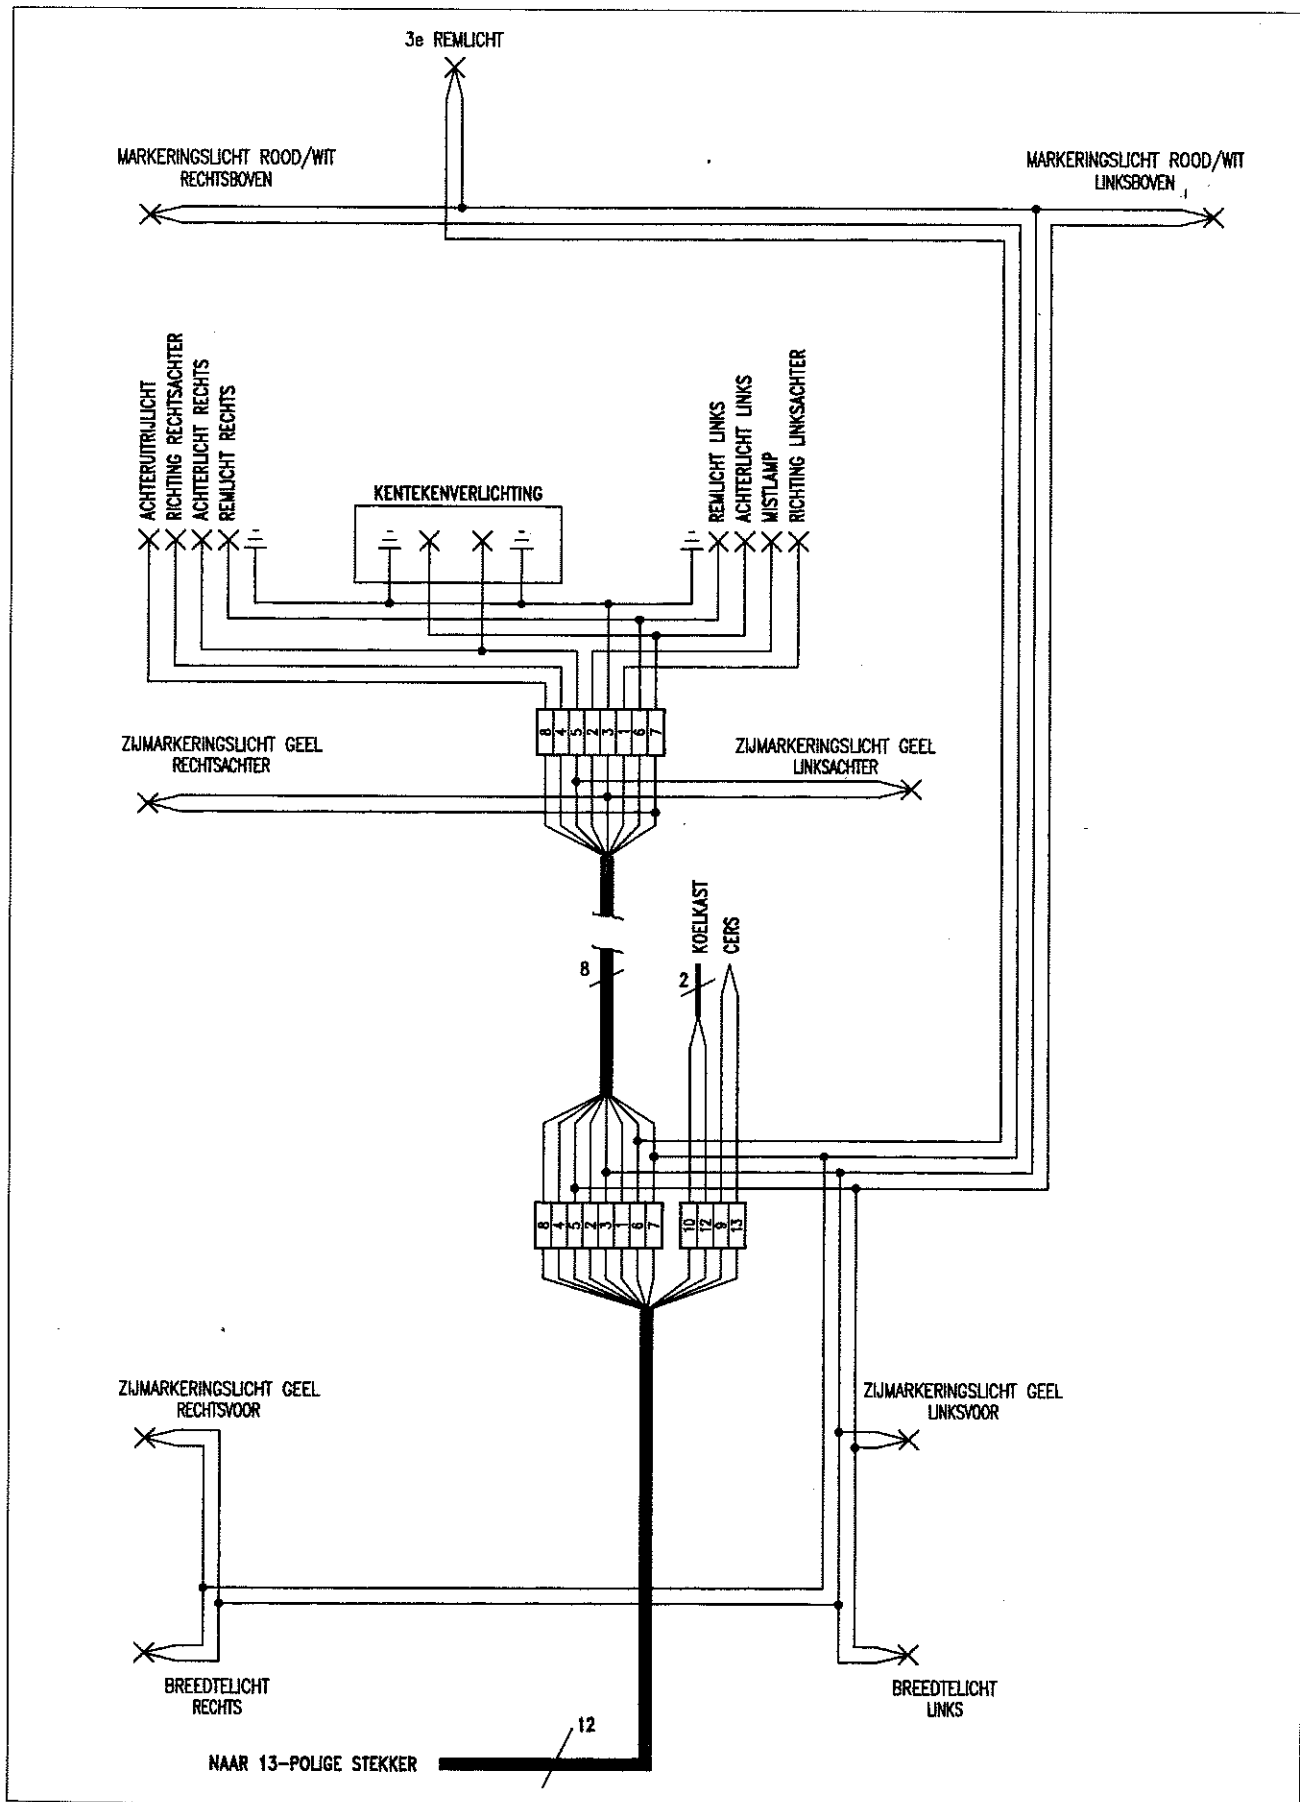 3e REMLICHT
MARKERINGSLICHT ROOD/WIT
RECHTSBOVEN
MARKERINGSLICHT ROOD/WIT
LINKSBOVEN
ACHTERUITRIJLICHT
RICHTING RECHTSACHTER
ACHTERLICHT RECHTS
REMLICHT RECHTS
KENTEKENVERLICHTING
REMLICHT LINKS
ACHTERLICHT LINKS
MISTLAMP
RICHTING LINKSACHTER
8 4 5 2 3 1 6 7
ZIJMARKERINGSLICHT GEEL
RECHTSACHTER
ZIJMARKERINGSLICHT GEEL
LINKSACHTER
8
2
KOELKAST
CERS
8 4 5 2 3 1 6 7
10 12 9 13
ZIJMARKERINGSLICHT GEEL
RECHTSVOOR
ZIJMARKERINGSLICHT GEEL
LINKSVOOR
BREEDTELICHT
RECHTS
BREEDTELICHT
LINKS
12
NAAR 13-POLIGE STEKKER